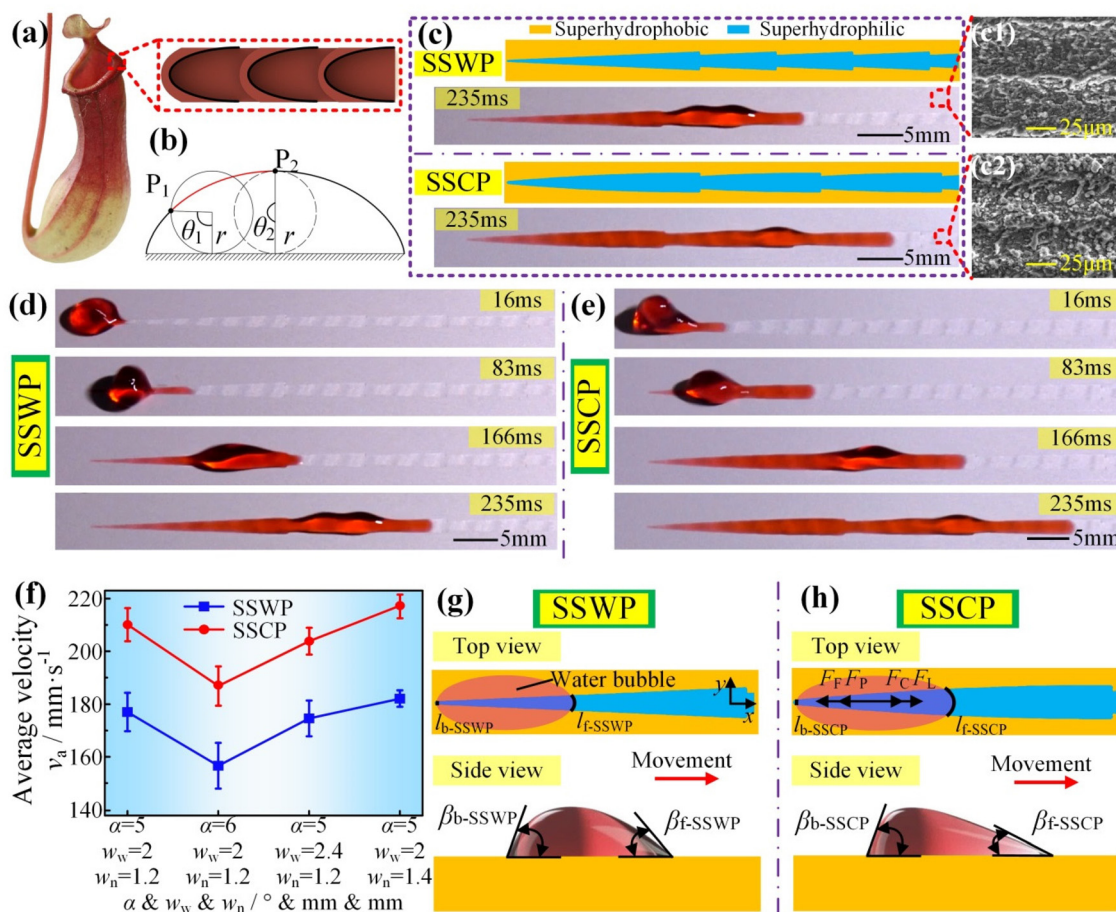 (a)
(b)
P1
P2
θ1
r
θ2
r
(c)
Superhydrophobic
Superhydrophilic
SSWP
235ms
5mm
SSCP
235ms
5mm
(c1)
25μm
(c2)
25μm
(d)
SSWP
16ms
83ms
166ms
235ms
5mm
(e)
SSCP
16ms
83ms
166ms
235ms
5mm
(f)
SSWP
SSCP
Average velocity
va / mm·s-1
220
200
180
160
140
α=5 α=6 α=5 α=5
ww=2 ww=2 ww=2.4 ww=2
wn=1.2 wn=1.2 wn=1.2 wn=1.4
α & ww & wn / ° & mm & mm
(g)
SSWP
Top view
Water bubble
y
x
lb-SSWP
lf-SSWP
Side view
Movement
βb-SSWP
βf-SSWP
(h)
SSCP
Top view
FF FP FC FL
lb-SSCP
lf-SSCP
Side view
Movement
βb-SSCP
βf-SSCP